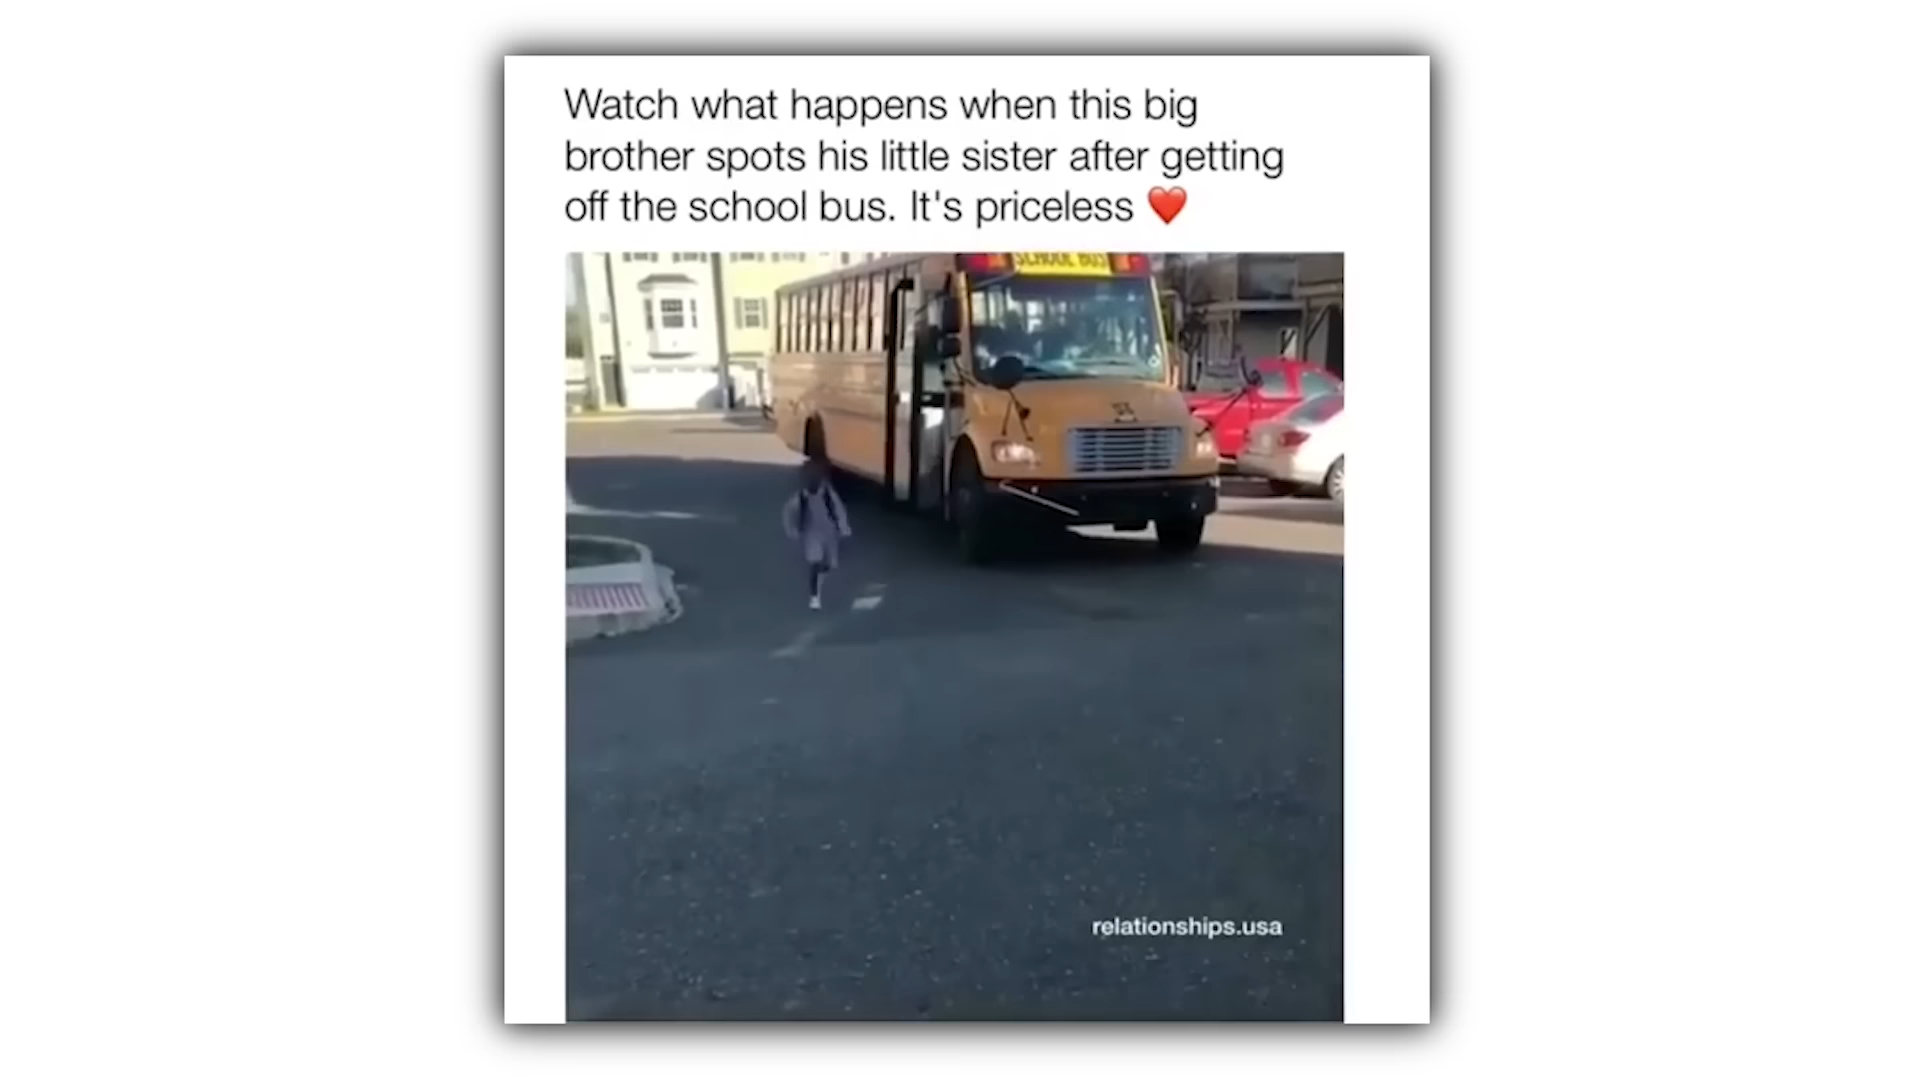 Watch what happens when this big
brother spots his little sister after getting
off the school bus. It's priceless ❤️
SCHOOL BUS
relationships.usa